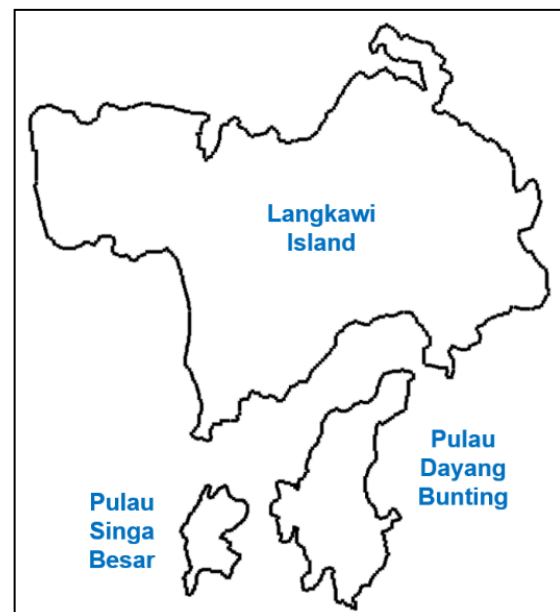 Langkawi
Island
Pulau
Dayang
Bunting
Pulau
Singa
Besar